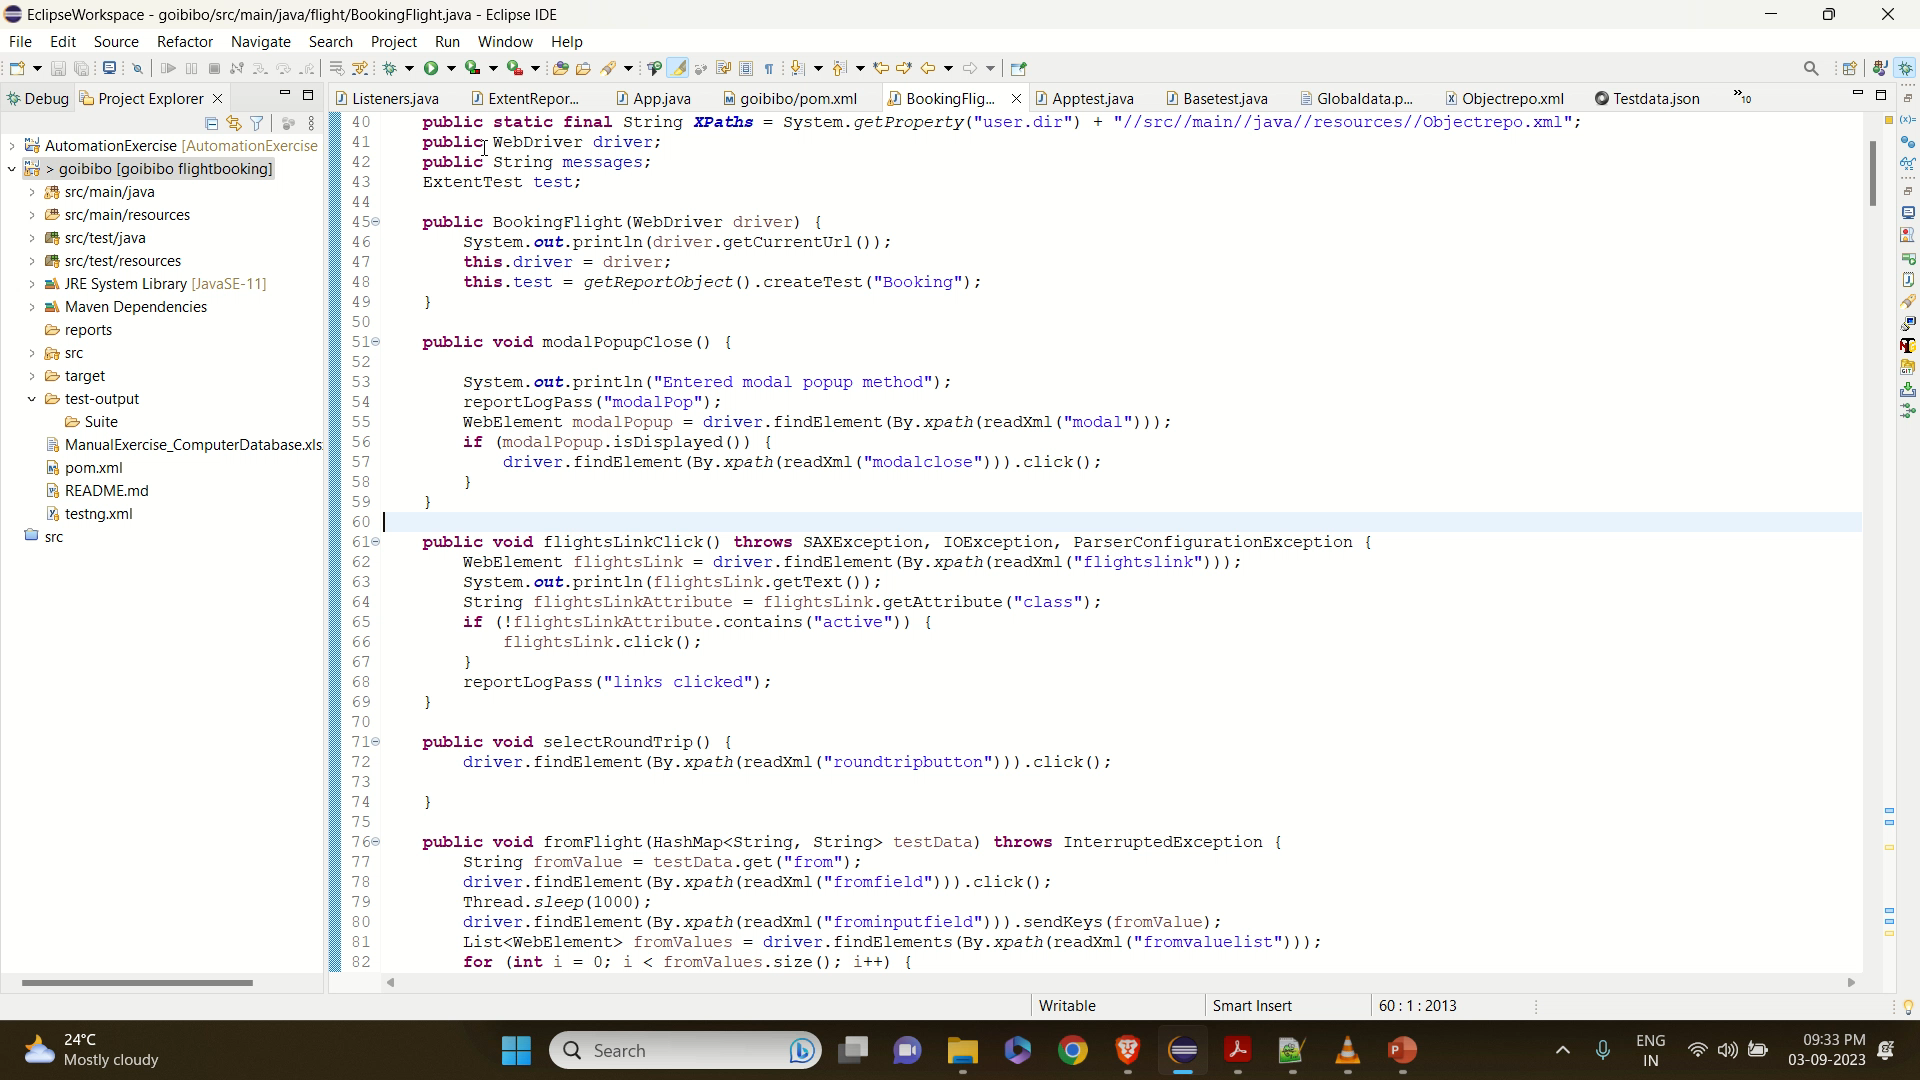 EclipseWorkspace - goibibo/src/main/java/flight/BookingFlight.java - Eclipse IDE
File Edit Source Refactor Navigate Search Project Run Window Help
Debug Project Explorer
Listeners.java ExtentRepor... App.java goibibo/pom.xml BookingFlig... Apptest.java Basetest.java Globaldata.p... Objectrepo.xml Testdata.json »10
AutomationExercise [AutomationExercise
> goibibo [goibibo flightbooking]
src/main/java
src/main/resources
src/test/java
src/test/resources
JRE System Library [JavaSE-11]
Maven Dependencies
reports
src
target
test-output
Suite
ManualExercise_ComputerDatabase.xls
pom.xml
README.md
testng.xml
src
40 public static final String XPaths = System.getProperty("user.dir") + "//src//main//java//resources//Objectrepo.xml";
41 public WebDriver driver;
42 public String messages;
43 ExtentTest test;
44
45 public BookingFlight(WebDriver driver) {
46 System.out.println(driver.getCurrentUrl());
47 this.driver = driver;
48 this.test = getReportObject().createTest("Booking");
49 }
50
51 public void modalPopupClose() {
52
53 System.out.println("Entered modal popup method");
54 reportLogPass("modalPop");
55 WebElement modalPopup = driver.findElement(By.xpath(readXml("modal")));
56 if (modalPopup.isDisplayed()) {
57 driver.findElement(By.xpath(readXml("modalclose"))).click();
58 }
59 }
60
61 public void flightsLinkClick() throws SAXException, IOException, ParserConfigurationException {
62 WebElement flightsLink = driver.findElement(By.xpath(readXml("flightslink")));
63 System.out.println(flightsLink.getText());
64 String flightsLinkAttribute = flightsLink.getAttribute("class");
65 if (!flightsLinkAttribute.contains("active")) {
66 flightsLink.click();
67 }
68 reportLogPass("links clicked");
69 }
70
71 public void selectRoundTrip() {
72 driver.findElement(By.xpath(readXml("roundtripbutton"))).click();
73
74 }
75
76 public void fromFlight(HashMap<String, String> testData) throws InterruptedException {
77 String fromValue = testData.get("from");
78 driver.findElement(By.xpath(readXml("fromfield"))).click();
79 Thread.sleep(1000);
80 driver.findElement(By.xpath(readXml("frominputfield"))).sendKeys(fromValue);
81 List<WebElement> fromValues = driver.findElements(By.xpath(readXml("fromvaluelist")));
82 for (int i = 0; i < fromValues.size(); i++) {
Writable Smart Insert 60 : 1 : 2013
24°C
Mostly cloudy
Search
ENG
IN
09:33 PM
03-09-2023